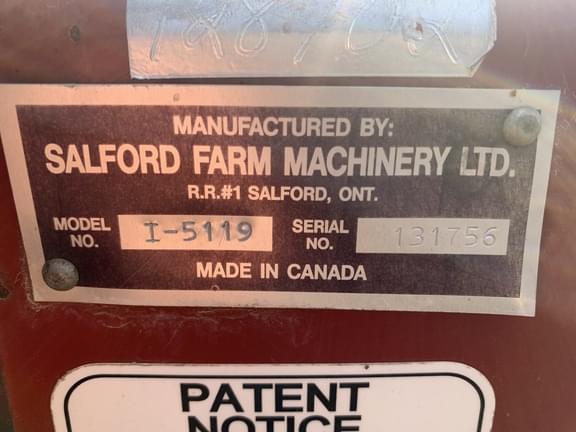 MANUFACTURED BY:
SALFORD FARM MACHINERY LTD.
R.R.#1 SALFORD, ONT.
MODEL NO. I-5119 SERIAL NO. 131756
MADE IN CANADA
PATENT
NOTICE